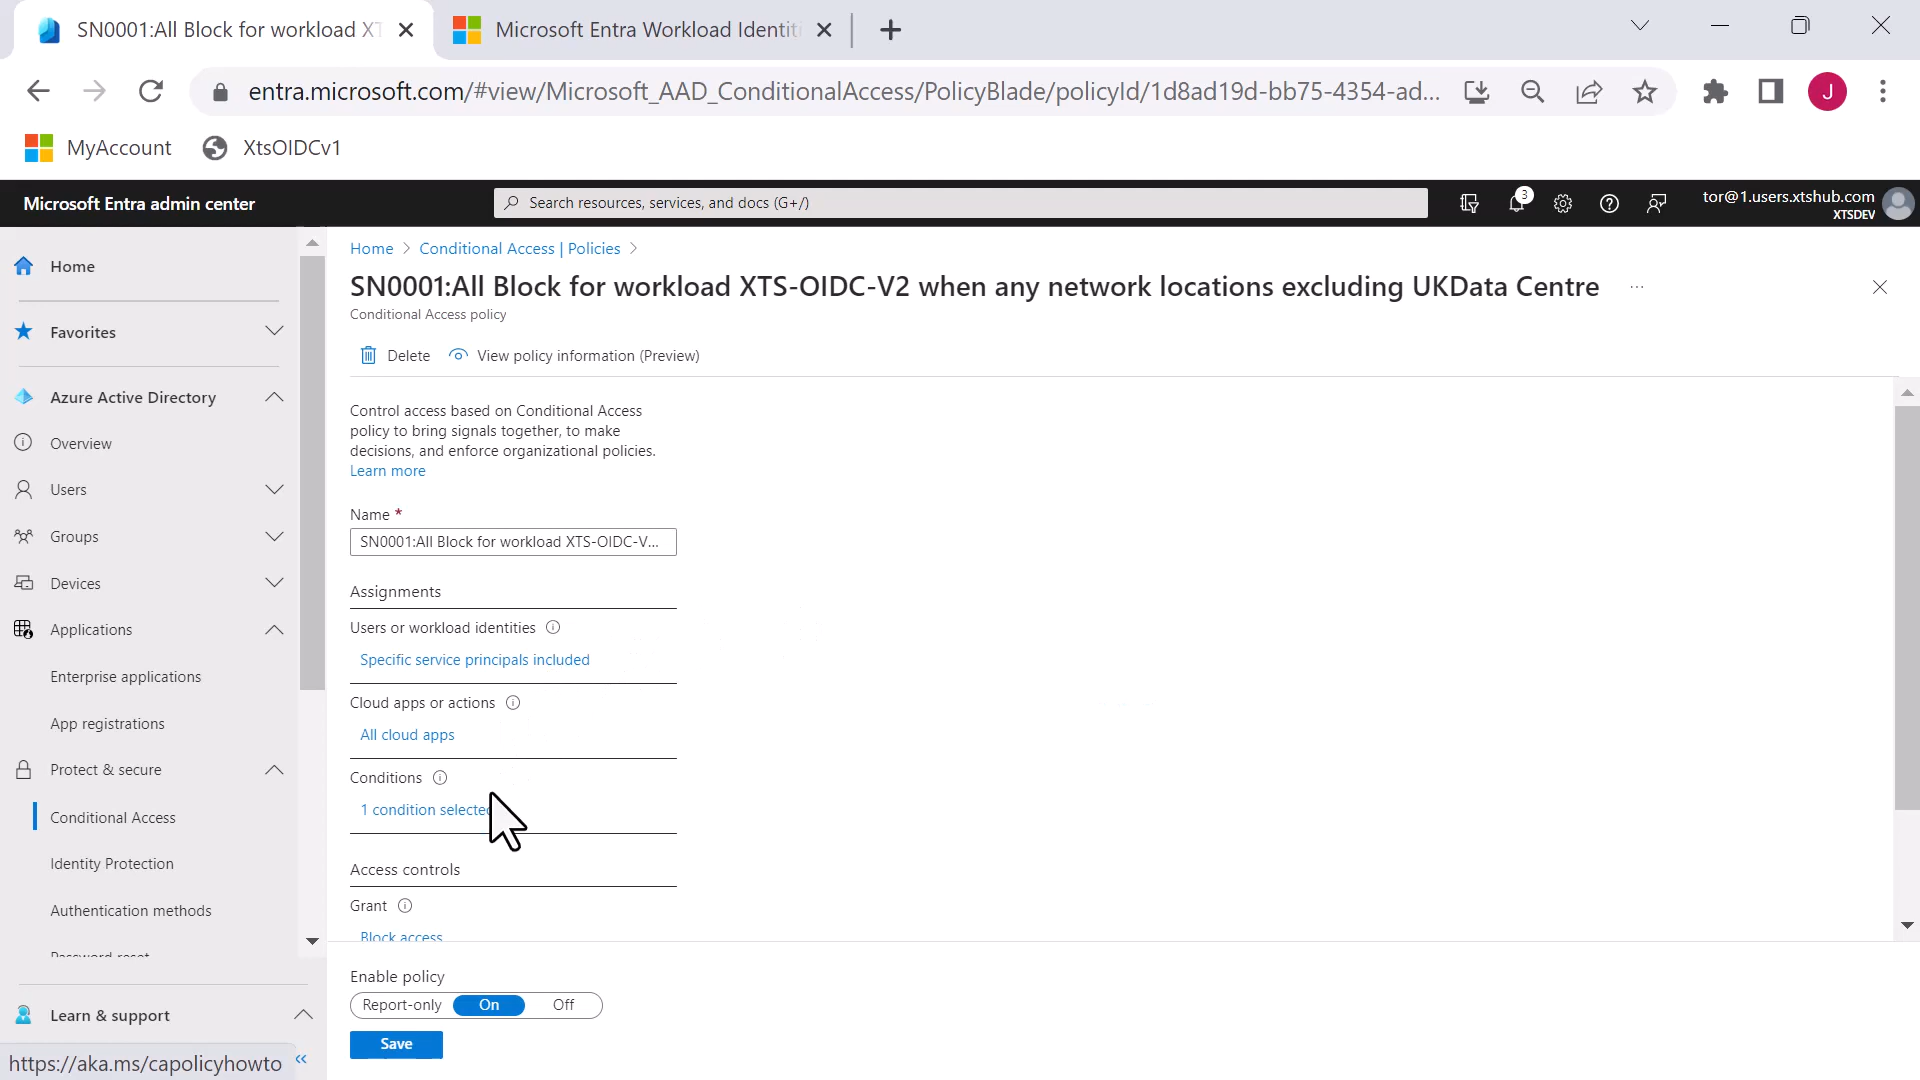 SN0001:All Block for workload XT
Microsoft Entra Workload Identiti
entra.microsoft.com/#view/Microsoft_AAD_ConditionalAccess/PolicyBlade/policyId/1d8ad19d-bb75-4354-ad...
J
MyAccount
XtsOIDCv1
Microsoft Entra admin center
Search resources, services, and docs (G+/)
3
tor@1.users.xtshub.com
XTSDEV
Home
Favorites
Azure Active Directory
Overview
Users
Groups
Devices
Applications
Enterprise applications
App registrations
Protect & secure
Conditional Access
Identity Protection
Authentication methods
Password reset
Learn & support
https://aka.ms/capolicyhowto
Home > Conditional Access | Policies >
SN0001:All Block for workload XTS-OIDC-V2 when any network locations excluding UKData Centre ...
Conditional Access policy
Delete
View policy information (Preview)
Control access based on Conditional Access
policy to bring signals together, to make
decisions, and enforce organizational policies.
Learn more
Name *
SN0001:All Block for workload XTS-OIDC-V...
Assignments
Users or workload identities
Specific service principals included
Cloud apps or actions
All cloud apps
Conditions
1 condition selected
Access controls
Grant
Block access
Enable policy
Report-only On Off
Save